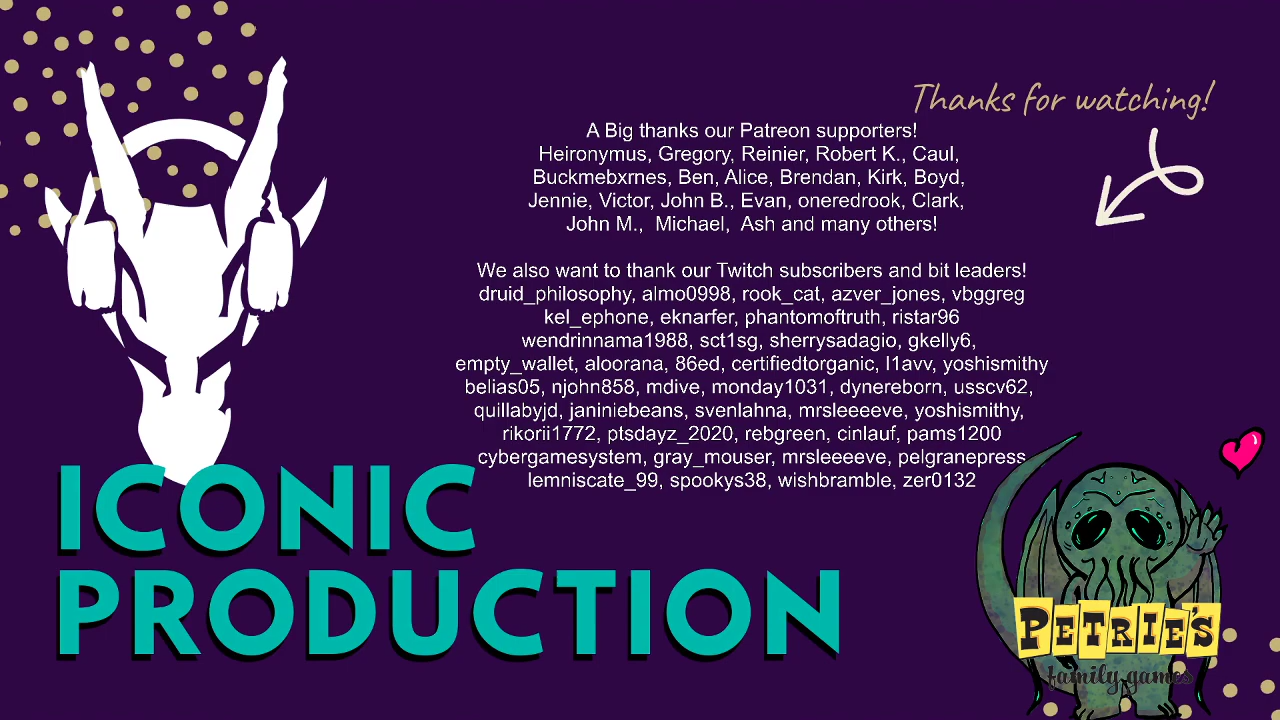 Thanks for watching!
A Big thanks our Patreon supporters!
Heironymus, Gregory, Reinier, Robert K., Caul,
Buckmebxrnes, Ben, Alice, Brendan, Kirk, Boyd,
Jennie, Victor, John B., Evan, oneredrook, Clark,
John M., Michael, Ash and many others!
We also want to thank our Twitch subscribers and bit leaders!
druid_philosophy, almo0998, rook_cat, azver_jones, vbggreg
kel_ephone, eknarfer, phantomoftruth, ristar96
wendrinnama1988, sct1sg, sherrysadagio, gkelly6,
empty_wallet, aloorana, 86ed, certifiedtorganic, l1avv, yoshismithy
belias05, njohn858, mdive, monday1031, dynereborn, usscv62,
quillabyjd, janiniebeans, svenlahna, mrsleeeeve, yoshismithy,
rikorii1772, ptsdayz_2020, rebgreen, cinlauf, pams1200
cybergamesystem, gray_mouser, mrsleeeeve, pelgranepress
lemniscate_99, spookys38, wishbramble, zer0132
ICONIC
PRODUCTION
PETRIE'S
family games